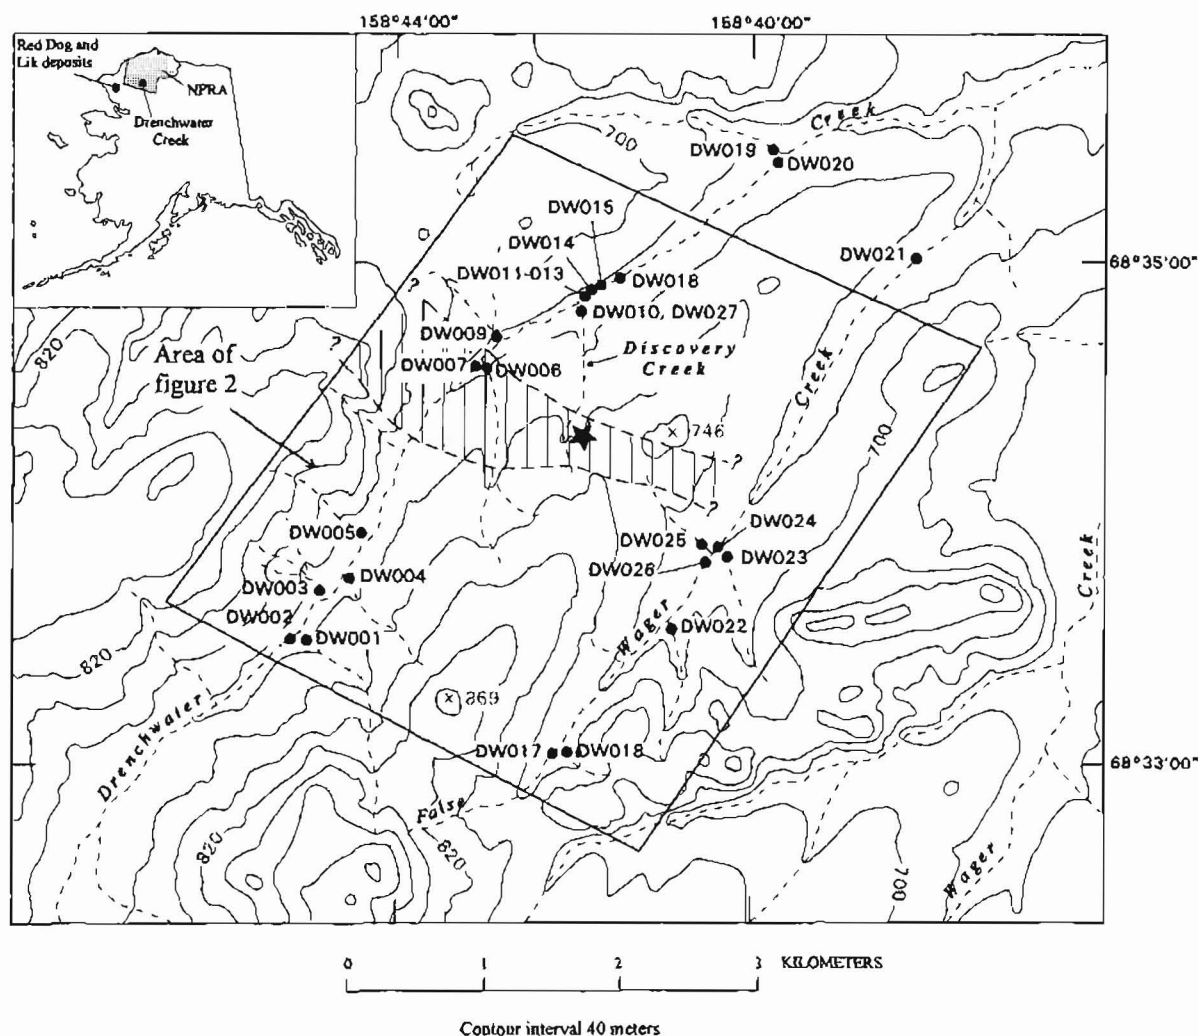 158°44'00"
158°40'00"
Red Dog and
Lik deposits
NPRA
Drenchwater
Creek
Creek
700
DW019
DW020
DW015
DW014
DW011-013
DW018
DW021
68°35'00"
DW010, DW027
DW009
Discovery
Creek
DW007
DW006
820
?
?
Area of
figure 2
Creek
746
?
?
700
DW005
DW024
DW025
DW023
DW026
DW004
DW003
DW002
DW001
Wager
DW022
Creek
820
869
Drenchwater
DW017
DW018
68°33'00"
False
820
820
Wager
700
0 1 2 3 KILOMETERS
Contour interval 40 meters